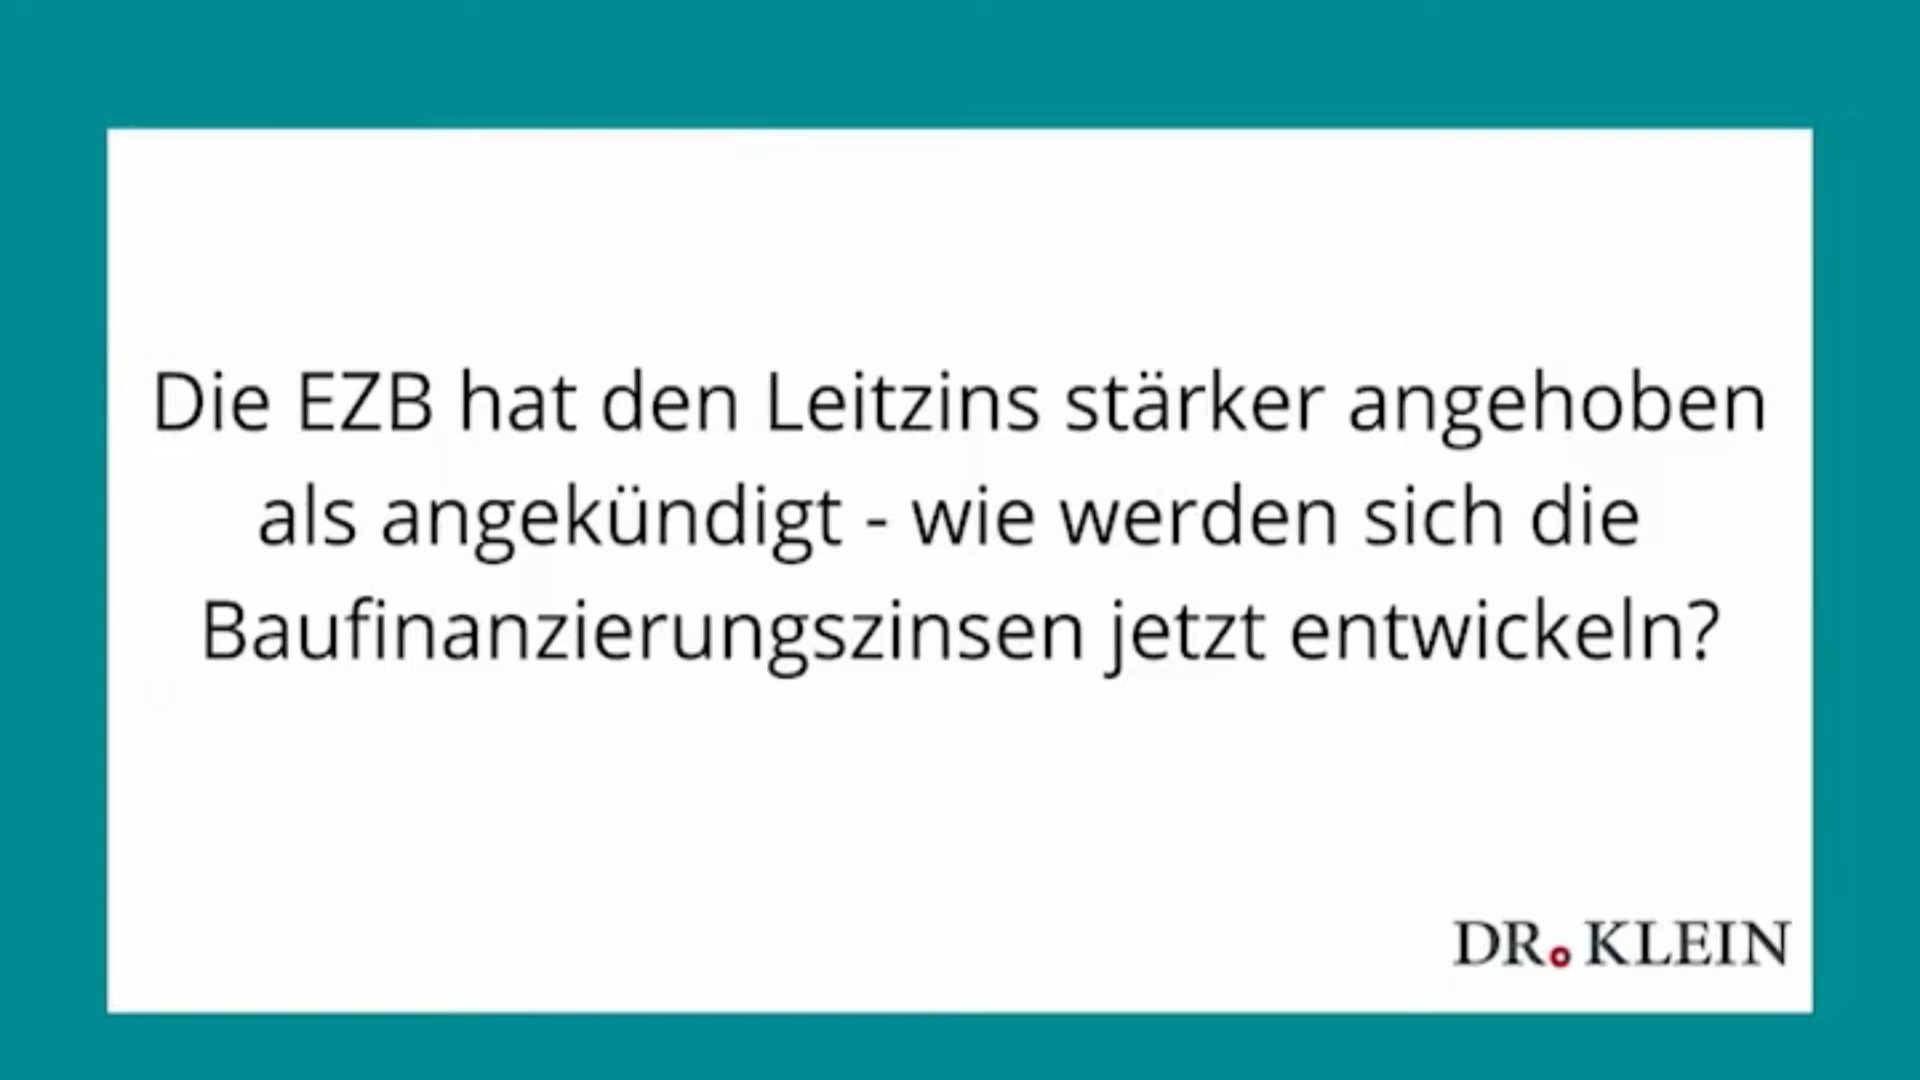 Die EZB hat den Leitzins stärker angehoben
als angekündigt - wie werden sich die
Baufinanzierungszinsen jetzt entwickeln?
DR. KLEIN